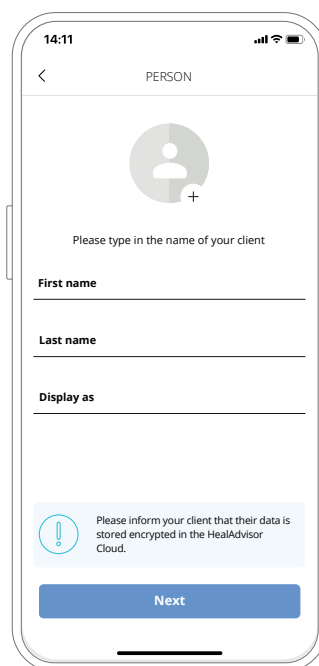 14:11
PERSON
Please type in the name of your client
First name
Last name
Display as
Please inform your client that their data is
stored encrypted in the HealAdvisor
Cloud.
Next